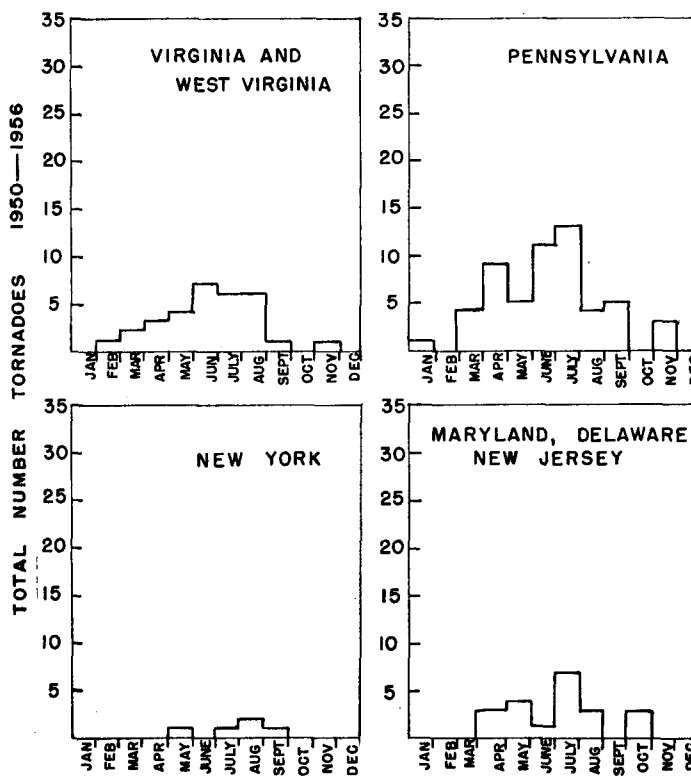 TOTAL NUMBER TORNADOES 1950—1956
VIRGINIA AND
WEST VIRGINIA
35
30
25
20
15
10
5
JAN FEB MAR APR MAY JUN JULY AUG SEPT OCT NOV DEC
PENNSYLVANIA
35
30
25
20
15
10
5
JAN FEB MAR APR MAY JUNE JULY AUG SEPT OCT NOV DEC
NEW YORK
35
30
25
20
15
10
5
JAN FEB MAR APR MAY JUNE JULY AUG SEPT OCT NOV DEC
MARYLAND, DELAWARE
NEW JERSEY
35
30
25
20
15
10
5
JAN FEB MAR APR MAY JUNE JULY AUG SEPT OCT NOV DEC